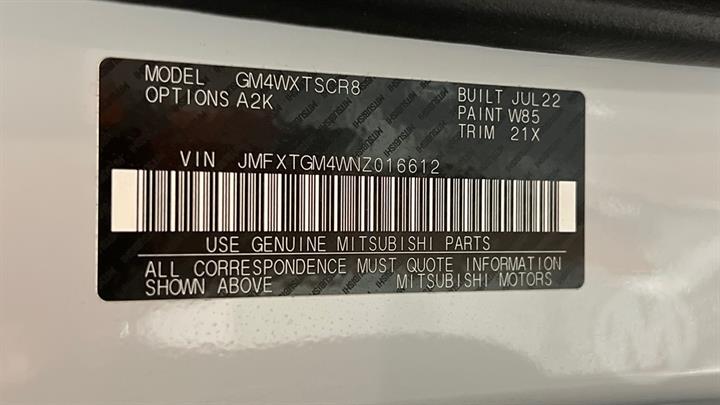 MODEL GM4WXTSCR8
OPTIONS A2K
BUILT JUL22
PAINT W85
TRIM 21X
VIN JMFXTGM4WNZ016612
USE GENUINE MITSUBISHI PARTS
ALL CORRESPONDENCE MUST QUOTE INFORMATION
SHOWN ABOVE MITSUBISHI MOTORS